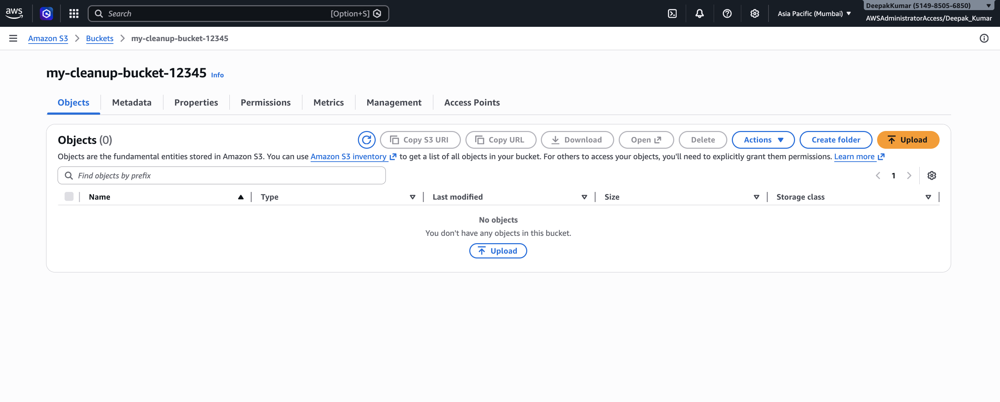 aws
Search [Option+S]
Asia Pacific (Mumbai)
DeepakKumar (5149-8505-6850)
AWSAdministratorAccess/Deepak_Kumar
Amazon S3 Buckets my-cleanup-bucket-12345
my-cleanup-bucket-12345 Info
Objects Metadata Properties Permissions Metrics Management Access Points
Objects (0) Copy S3 URI Copy URL Download Open Delete Actions Create folder Upload
Objects are the fundamental entities stored in Amazon S3. You can use Amazon S3 inventory to get a list of all objects in your bucket. For others to access your objects, you'll need to explicitly grant them permissions. Learn more
Find objects by prefix 1
Name Type Last modified Size Storage class
No objects
You don't have any objects in this bucket.
Upload